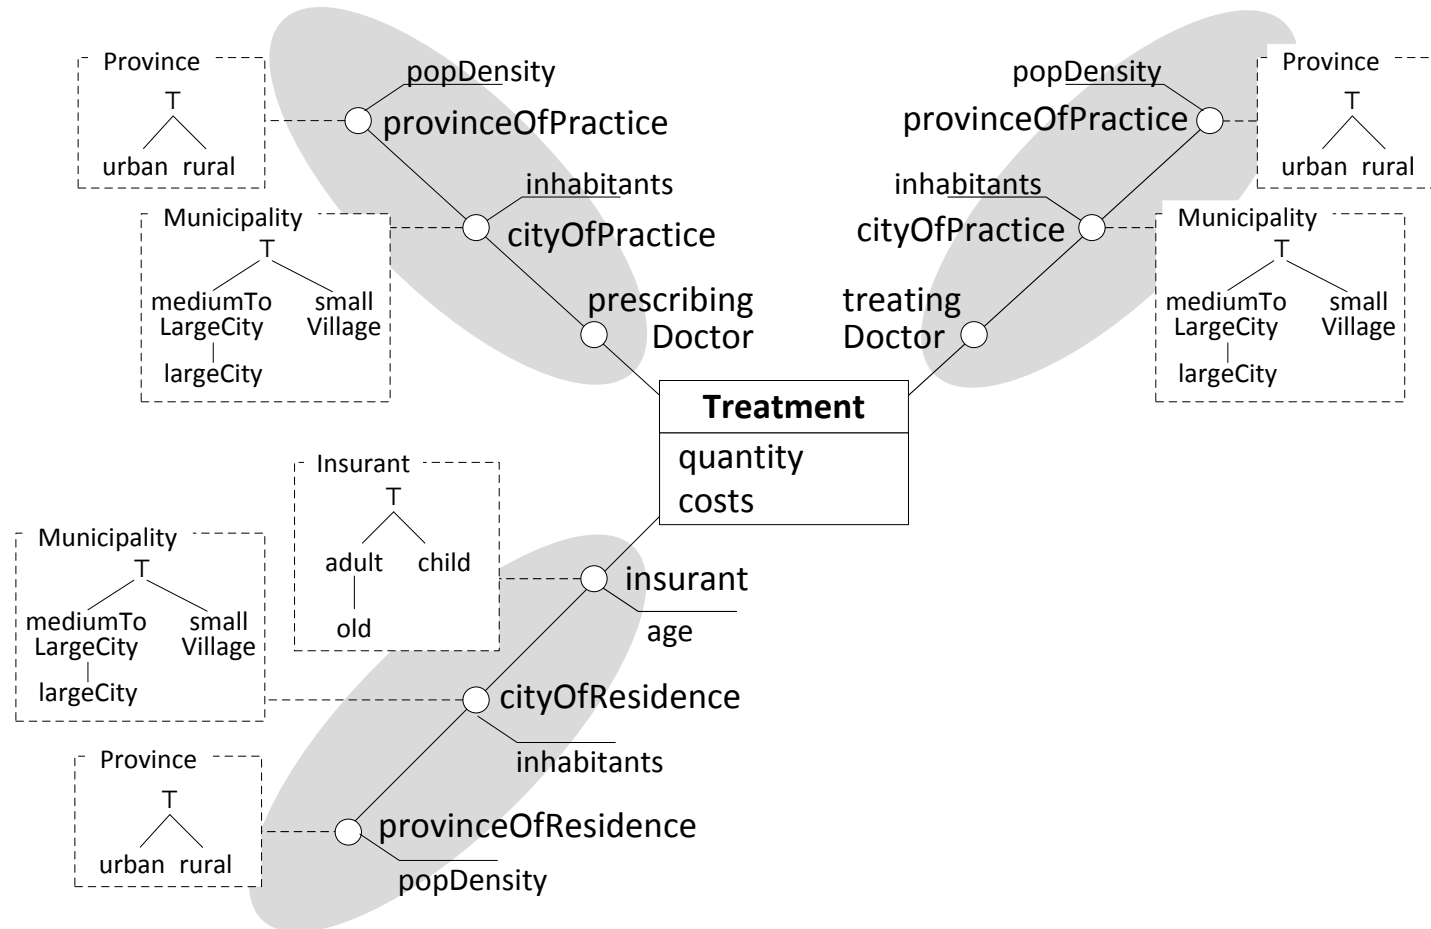 Province
T
urban rural
popDensity
provinceOfPractice
Municipality
T
mediumTo
LargeCity
small
Village
largeCity
inhabitants
cityOfPractice
prescribing
Doctor
popDensity
provinceOfPractice
Province
T
urban rural
inhabitants
cityOfPractice
Municipality
T
mediumTo
LargeCity
small
Village
largeCity
treating
Doctor
Treatment
quantity
costs
Insurant
T
adult child
old
insurant
age
Municipality
T
mediumTo
LargeCity
small
Village
largeCity
cityOfResidence
inhabitants
Province
T
urban rural
provinceOfResidence
popDensity